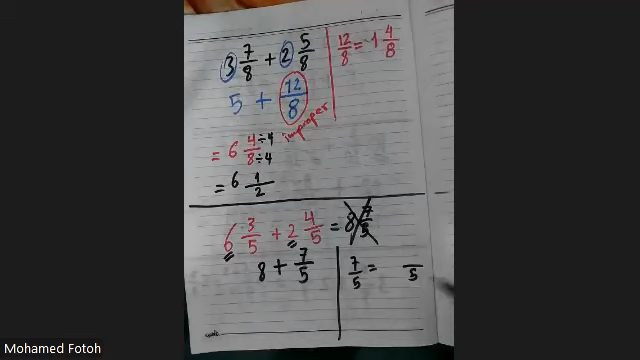 3 7/8 + 2 5/8
12/8 = 1 4/8
5 + 12/8
improper
= 6 4÷4/8÷4
= 6 1/2
6 3/5 + 2 4/5 = 8 7/5
8 + 7/5
7/5 = /5
Mohamed Fotoh